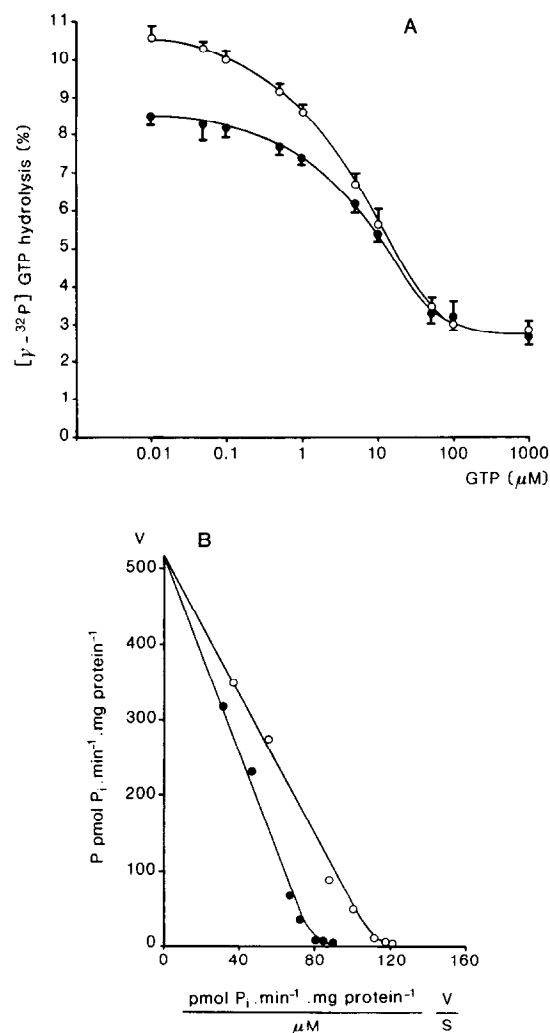 A
11
10
9
8
7
6
5
4
3
2
1
0
[γ-³²P] GTP hydrolysis (%)
0.01 0.1 1 10 100 1000
GTP (μM)
V B
500
400
300
200
100
0
P pmol Pi . min⁻¹ . mg protein⁻¹
0 40 80 120 160
pmol Pi . min⁻¹ . mg protein⁻¹ V
μM S